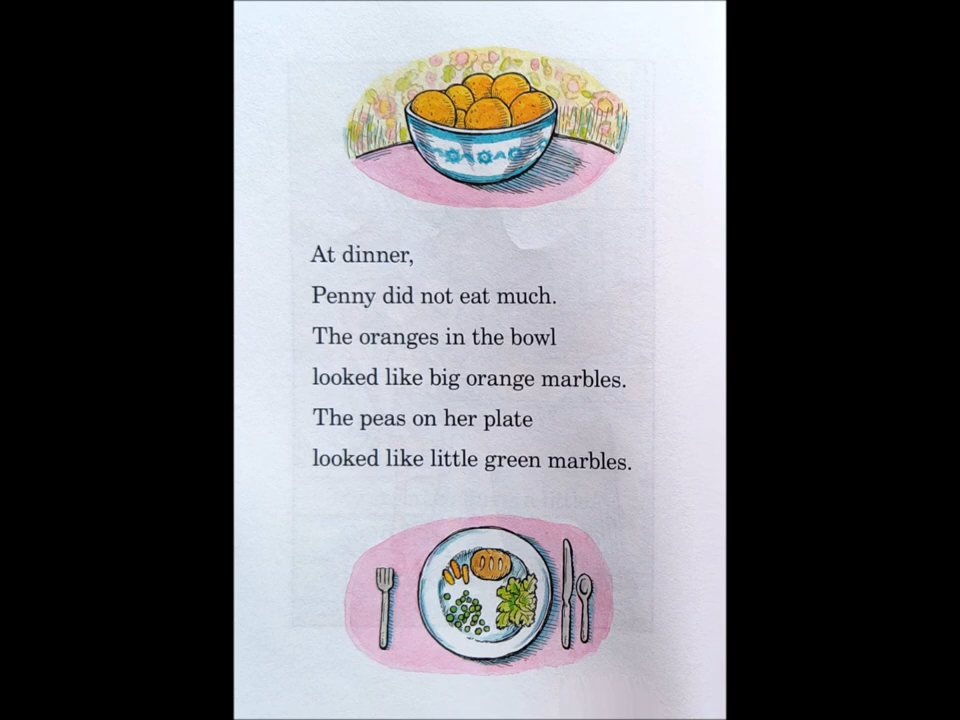 At dinner,
Penny did not eat much.
The oranges in the bowl
looked like big orange marbles.
The peas on her plate
looked like little green marbles.